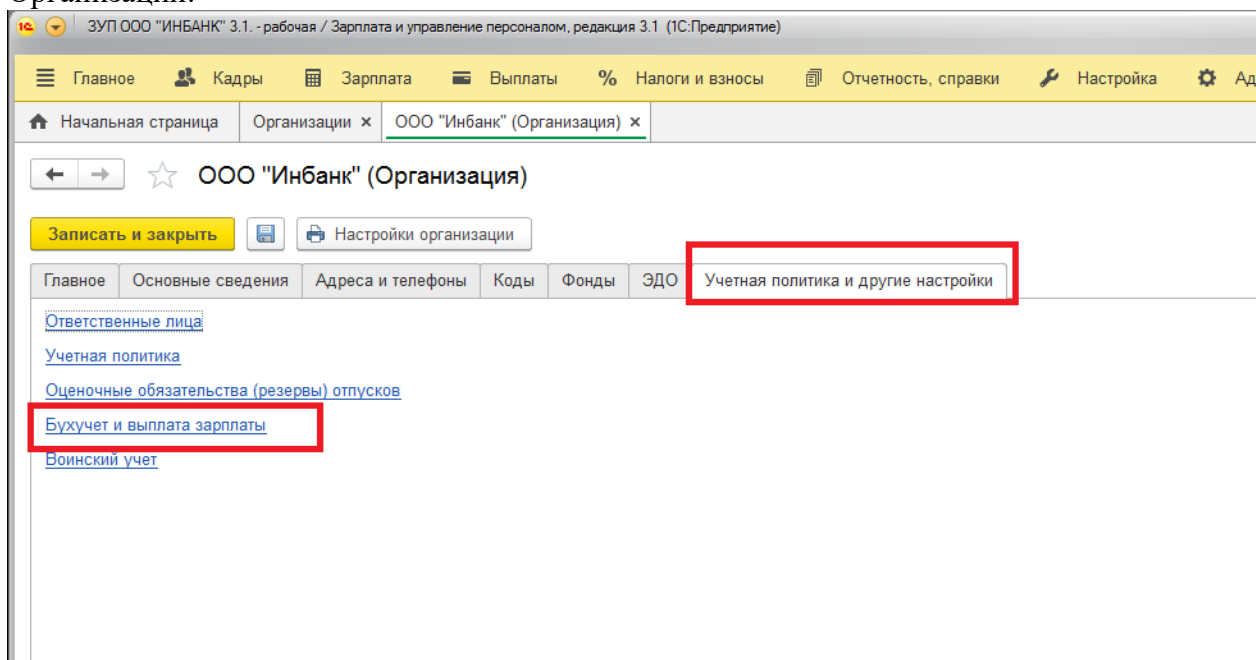 Организации.
1С ЗУП ООО "ИНБАНК" 3.1. - рабочая / Зарплата и управление персоналом, редакция 3.1 (1С:Предприятие)
Главное Кадры Зарплата Выплаты % Налоги и взносы Отчетность, справки Настройка Ад
Начальная страница Организации × ООО "Инбанк" (Организация) ×
ООО "Инбанк" (Организация)
Записать и закрыть Настройки организации
Главное Основные сведения Адреса и телефоны Коды Фонды ЭДО Учетная политика и другие настройки
Ответственные лица
Учетная политика
Оценочные обязательства (резервы) отпусков
Бухучет и выплата зарплаты
Воинский учет